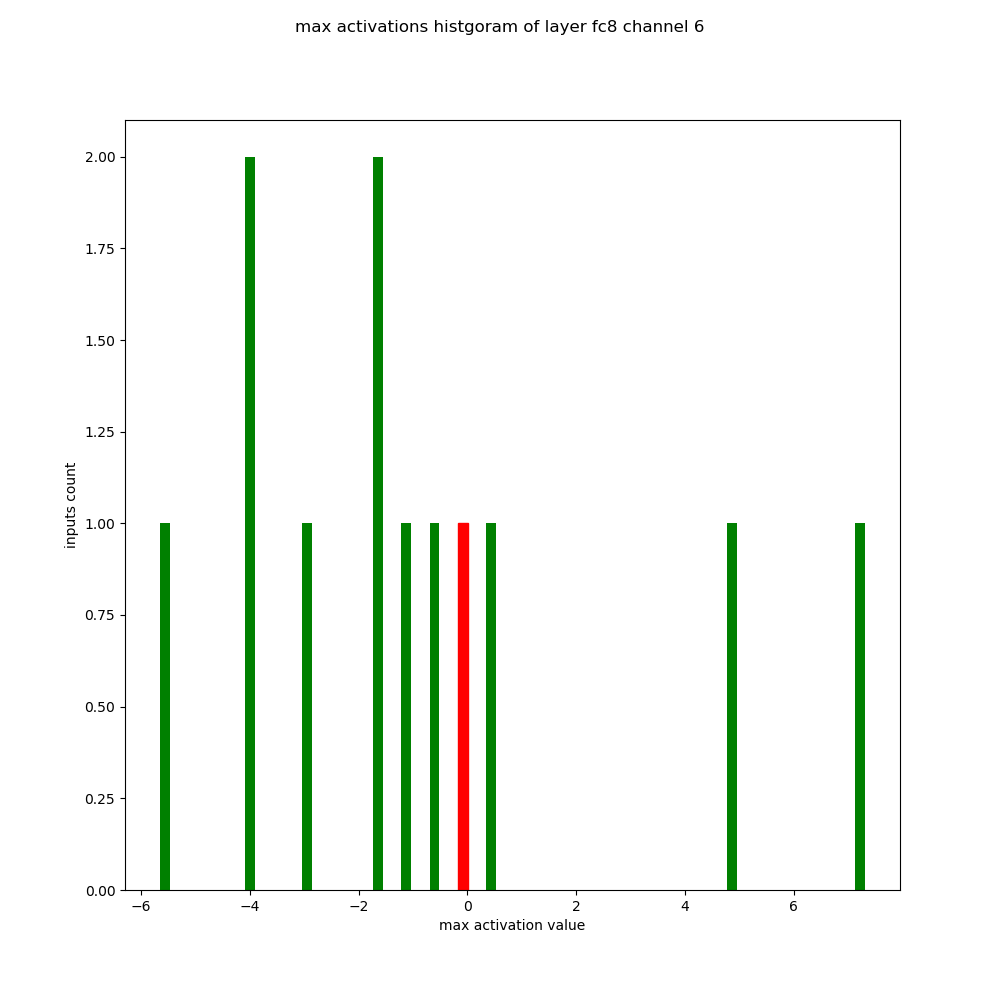 max activations histgoram of layer fc8 channel 6
2.00
1.75
1.50
1.25
1.00
0.75
0.50
0.25
0.00
inputs count
−6 −4 −2 0 2 4 6
max activation value